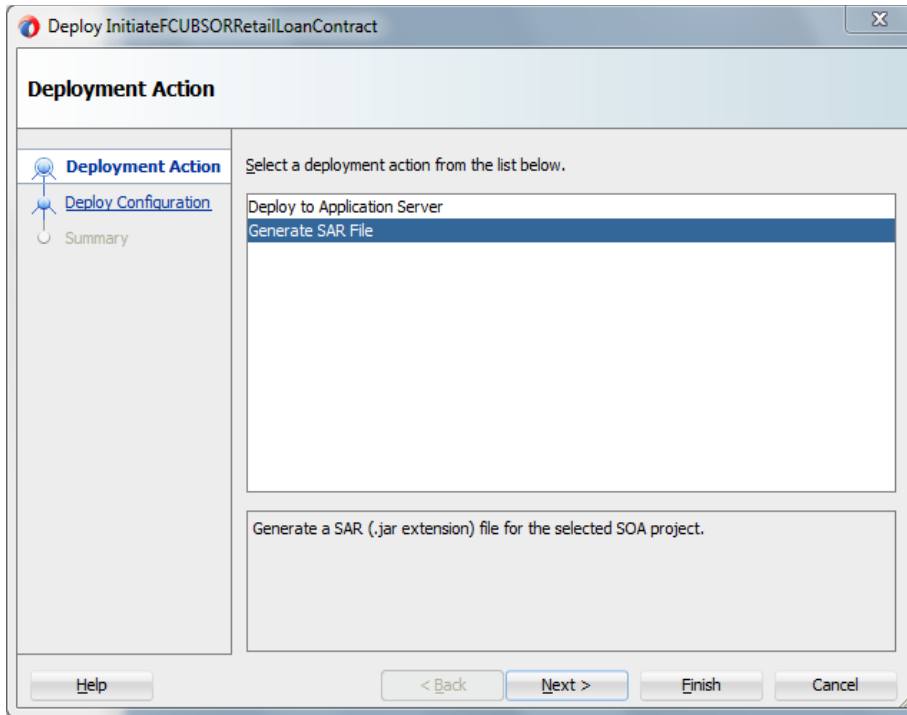 Deploy InitiateFCUBSORRetailLoanContract
Deployment Action
Deployment Action
Deploy Configuration
Summary
Select a deployment action from the list below.
Deploy to Application Server
Generate SAR File
Generate a SAR (.jar extension) file for the selected SOA project.
Help
< Back
Next >
Finish
Cancel